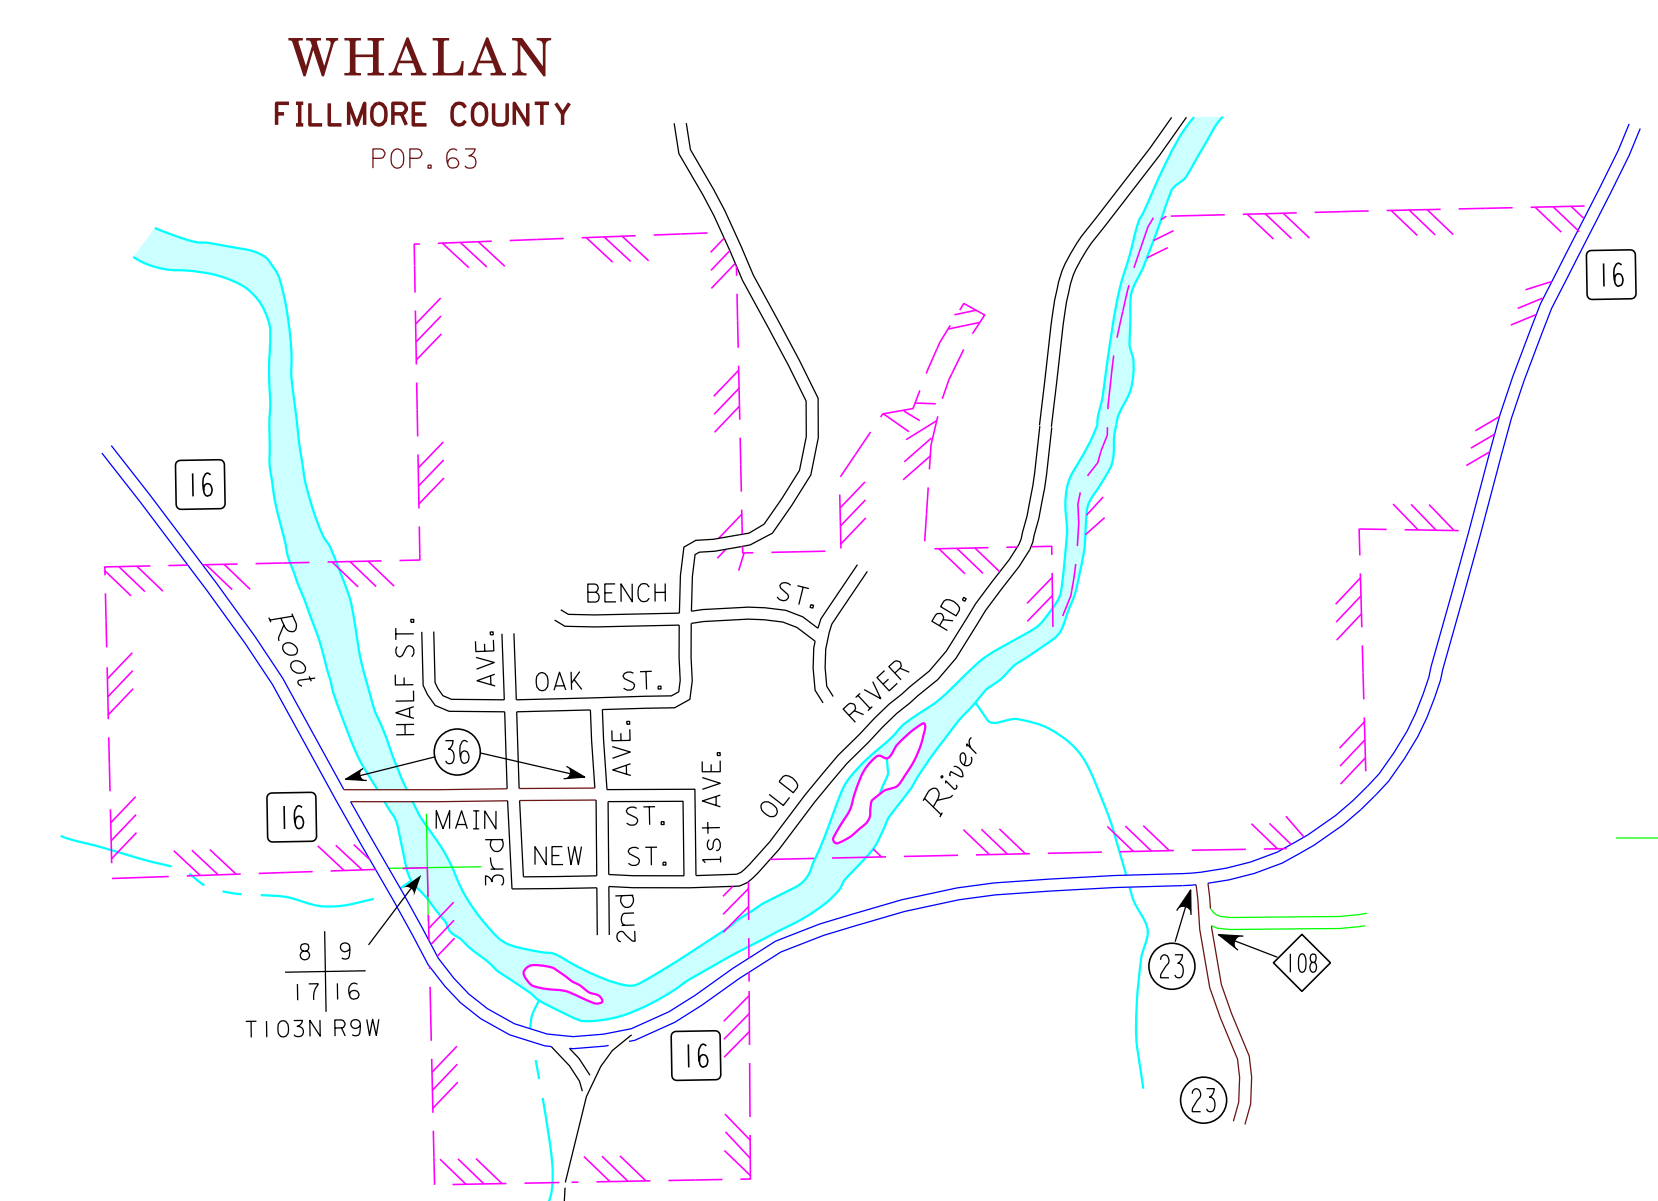 WHALAN
FILLMORE COUNTY
POP. 63
16
16
BENCH ST.
Root
HALF ST.
AVE.
OAK ST.
RD.
RIVER
OLD
36
AVE.
1st AVE.
River
16
MAIN ST.
3rd
NEW ST.
2nd
8 9
17 16
T103N R9W
23
108
16
23